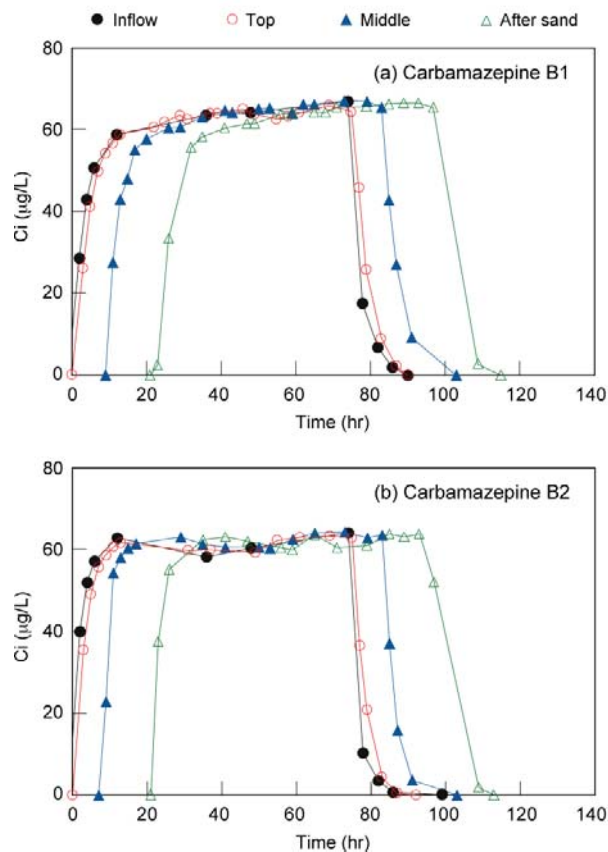 Inflow Top Middle After sand
80
(a) Carbamazepine B1
60
40
20
0
Ci (µg/L)
0 20 40 60 80 100 120 140
Time (hr)
80
(b) Carbamazepine B2
60
40
20
0
Ci (µg/L)
0 20 40 60 80 100 120 140
Time (hr)